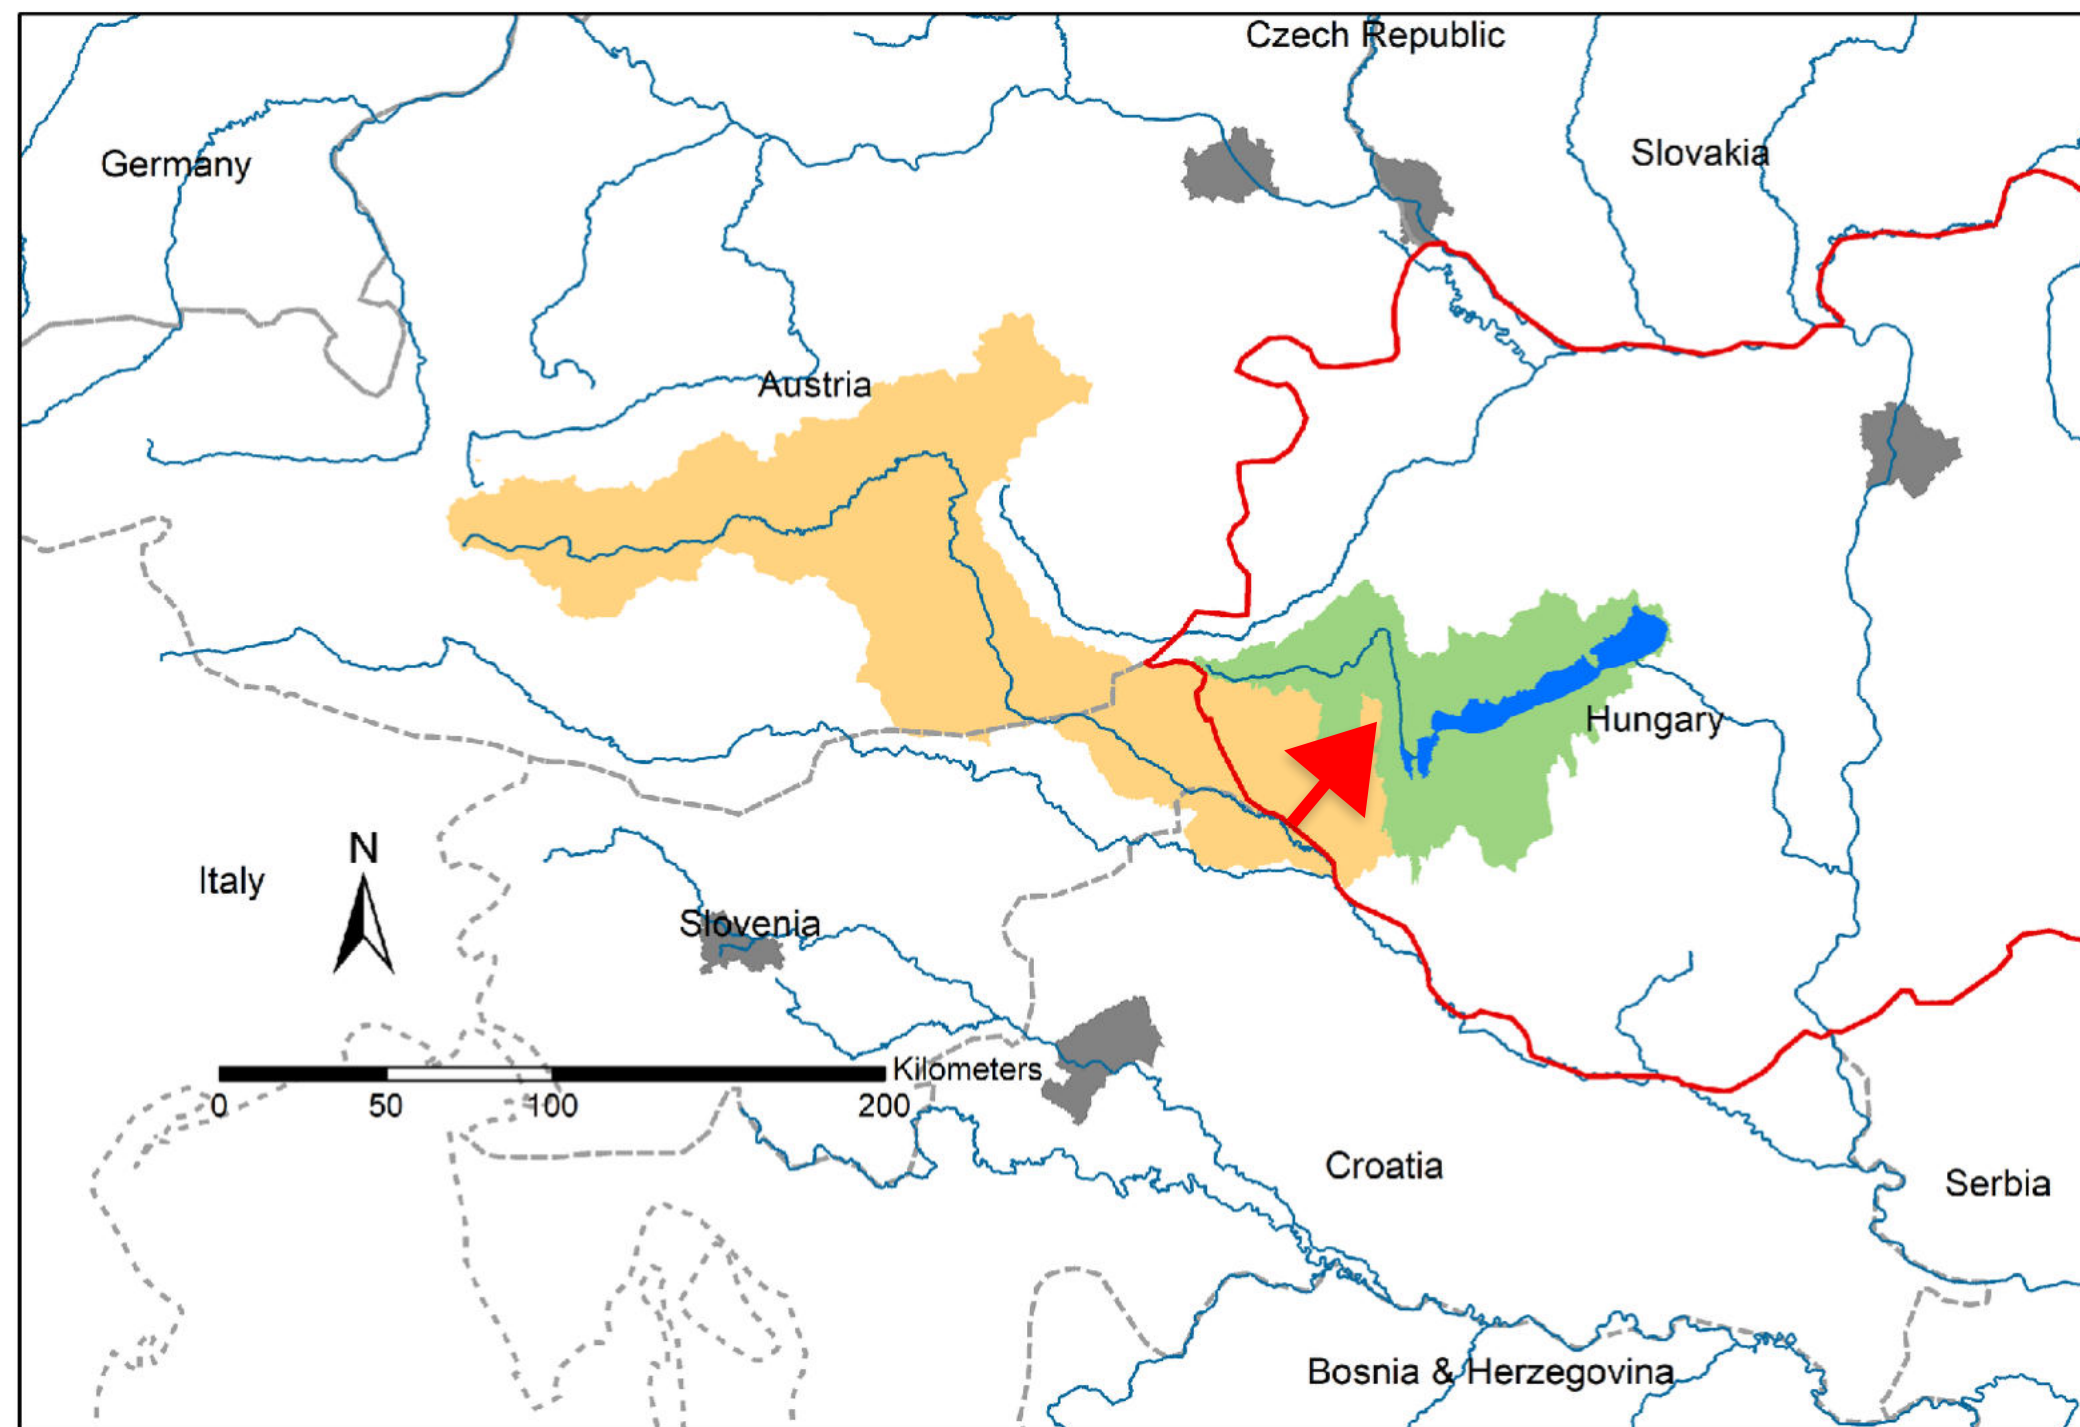 Czech Republic
Germany
Slovakia
Austria
Hungary
N
Italy
Slovenia
Kilometers
0 50 100 200
Croatia
Serbia
Bosnia & Herzegovina